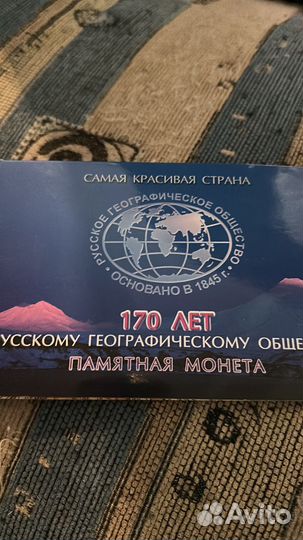 САМАЯ КРАСИВАЯ СТРАНА
РУССКОЕ ГЕОГРАФИЧЕСКОЕ ОБЩЕСТВО
ОСНОВАНО В 1845 г.
170 ЛЕТ
УССКОМУ ГЕОГРАФИЧЕСКОМУ ОБЩЕ
ПАМЯТНАЯ МОНЕТА
Avito